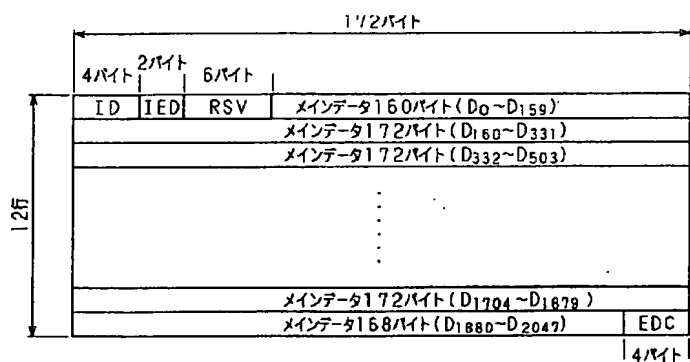 172バイト
4バイト 2バイト 6バイト
ID IED RSV メインデータ160バイト(D0~D159)
メインデータ172バイト(D160~D331)
メインデータ172バイト(D332~D503)
12行
メインデータ172バイト(D1704~D1879)
メインデータ168バイト(D1880~D2047) EDC
4バイト